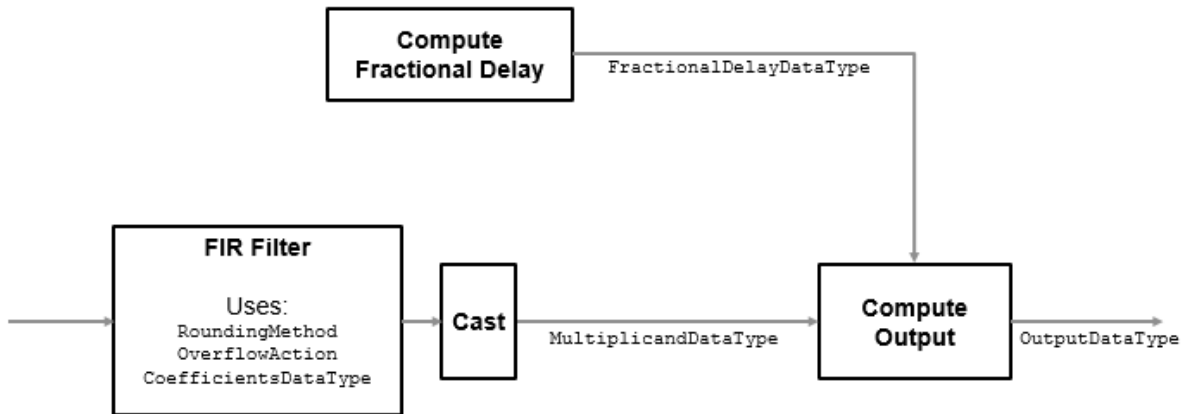 Compute
Fractional Delay
FractionalDelayDataType
FIR Filter
Uses:
RoundingMethod
OverflowAction
CoefficientsDataType
Cast
MultiplicandDataType
Compute
Output
OutputDataType